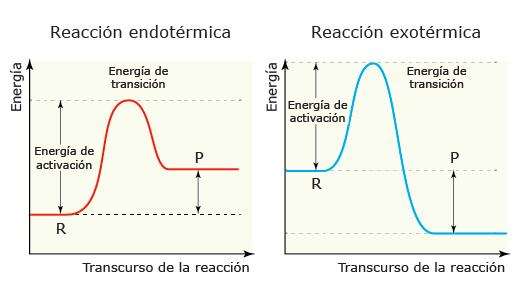 Reacción endotérmica
Energía
Energía de
transición
Energía de
activación
P
R
Transcurso de la reacción
Reacción exotérmica
Energía
Energía de
transición
Energía de
activación
P
R
Transcurso de la reacción